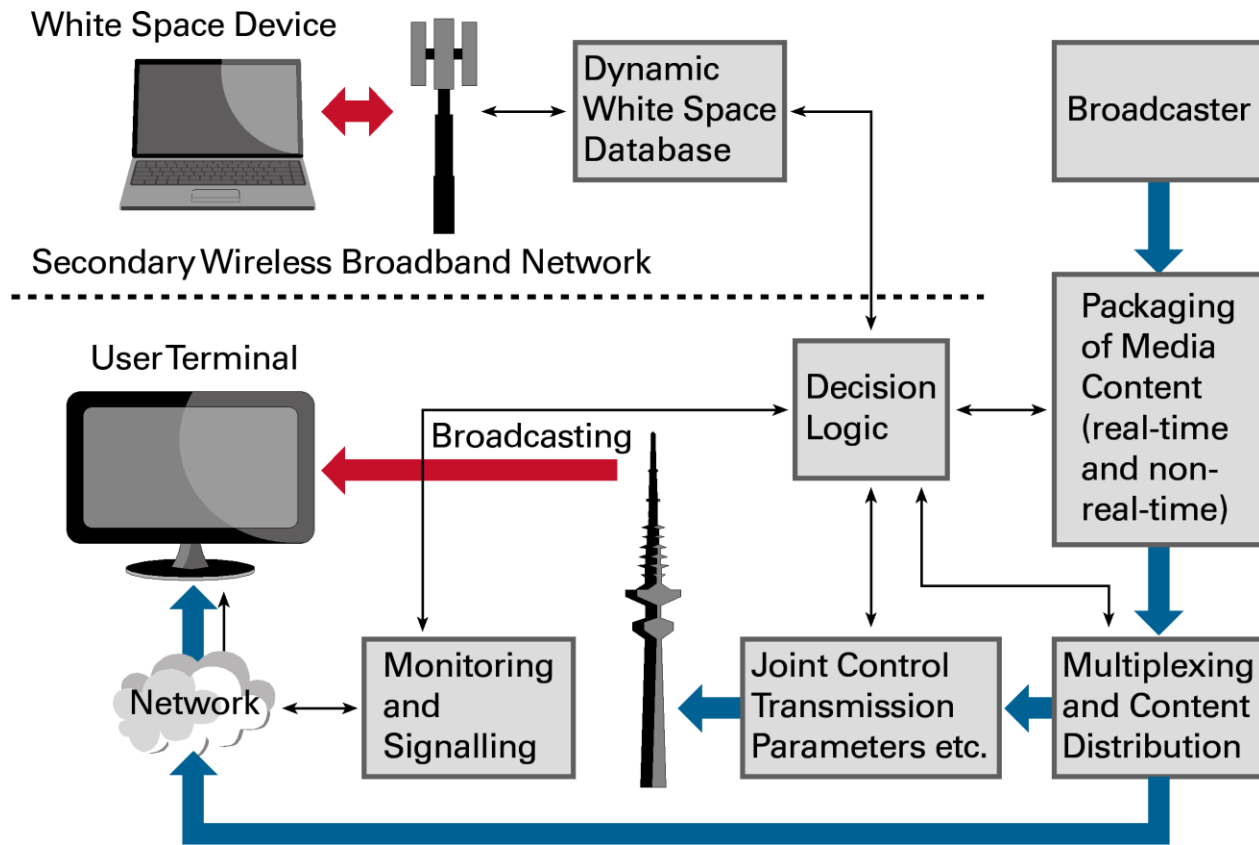 White Space Device
Dynamic
White Space
Database
Broadcaster
Secondary Wireless Broadband Network
Packaging
of Media
Content
(real-time
and non-
real-time)
User Terminal
Decision
Logic
Broadcasting
Network
Monitoring
and
Signalling
Joint Control
Transmission
Parameters etc.
Multiplexing
and Content
Distribution